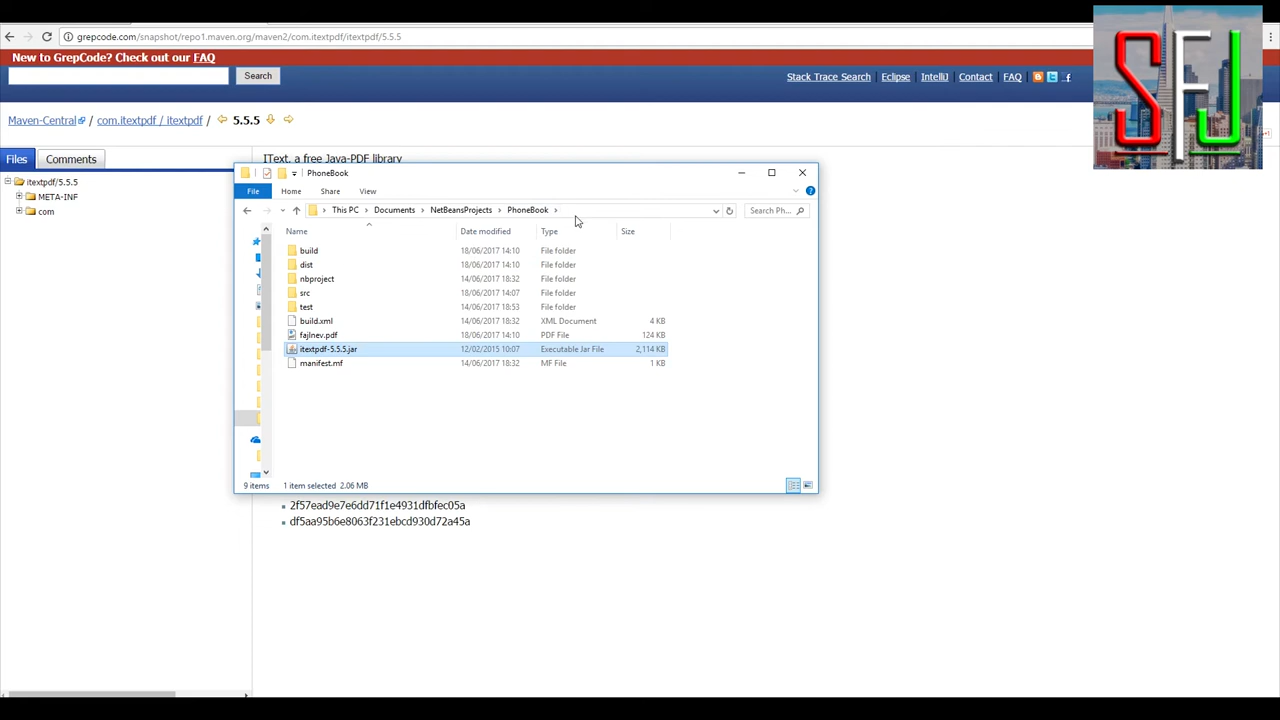 grepcode.com/snapshot/repo1.maven.org/maven2/com.itextpdf/itextpdf/5.5.5
New to GrepCode? Check out our FAQ
Search
Stack Trace Search | Eclipse | IntelliJ | Contact | FAQ
Maven-Central / com.itextpdf / itextpdf / 5.5.5
Files Comments
IText, a free Java-PDF library
itextpdf/5.5.5
META-INF
com
PhoneBook
File Home Share View
This PC > Documents > NetBeansProjects > PhoneBook >
Search Ph...
Name Date modified Type Size
build 18/06/2017 14:10 File folder
dist 18/06/2017 14:10 File folder
nbproject 14/06/2017 18:32 File folder
src 18/06/2017 14:07 File folder
test 14/06/2017 18:53 File folder
build.xml 14/06/2017 18:32 XML Document 4 KB
fajlnev.pdf 18/06/2017 14:10 PDF File 124 KB
itextpdf-5.5.5.jar 12/02/2015 10:07 Executable Jar File 2,114 KB
manifest.mf 14/06/2017 18:32 MF File 1 KB
9 items 1 item selected 2.06 MB
2f57ead9e7e6dd71f1e4931dfbfec05a
df5aa95b6e8063f231ebcd930d72a45a
SFJ